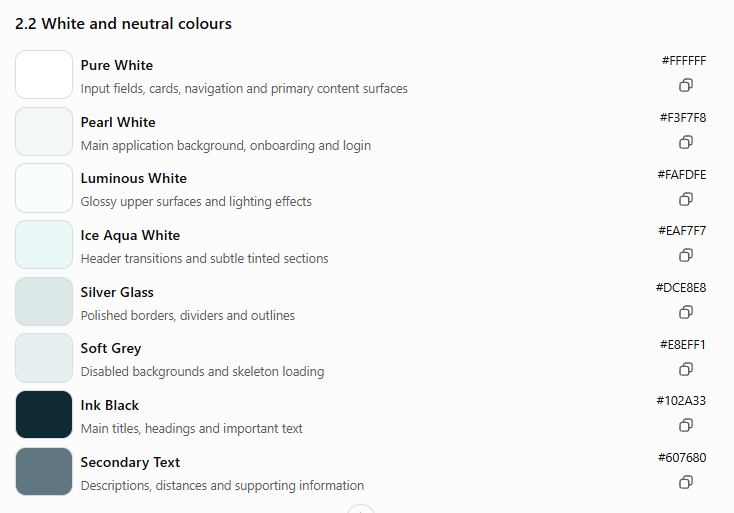 2.2 White and neutral colours
Pure White
#FFFFFF
Input fields, cards, navigation and primary content surfaces
Pearl White
#F3F7F8
Main application background, onboarding and login
Luminous White
#FAFDFE
Glossy upper surfaces and lighting effects
Ice Aqua White
#EAF7F7
Header transitions and subtle tinted sections
Silver Glass
#DCE8E8
Polished borders, dividers and outlines
Soft Grey
#E8EFF1
Disabled backgrounds and skeleton loading
Ink Black
#102A33
Main titles, headings and important text
Secondary Text
#607680
Descriptions, distances and supporting information